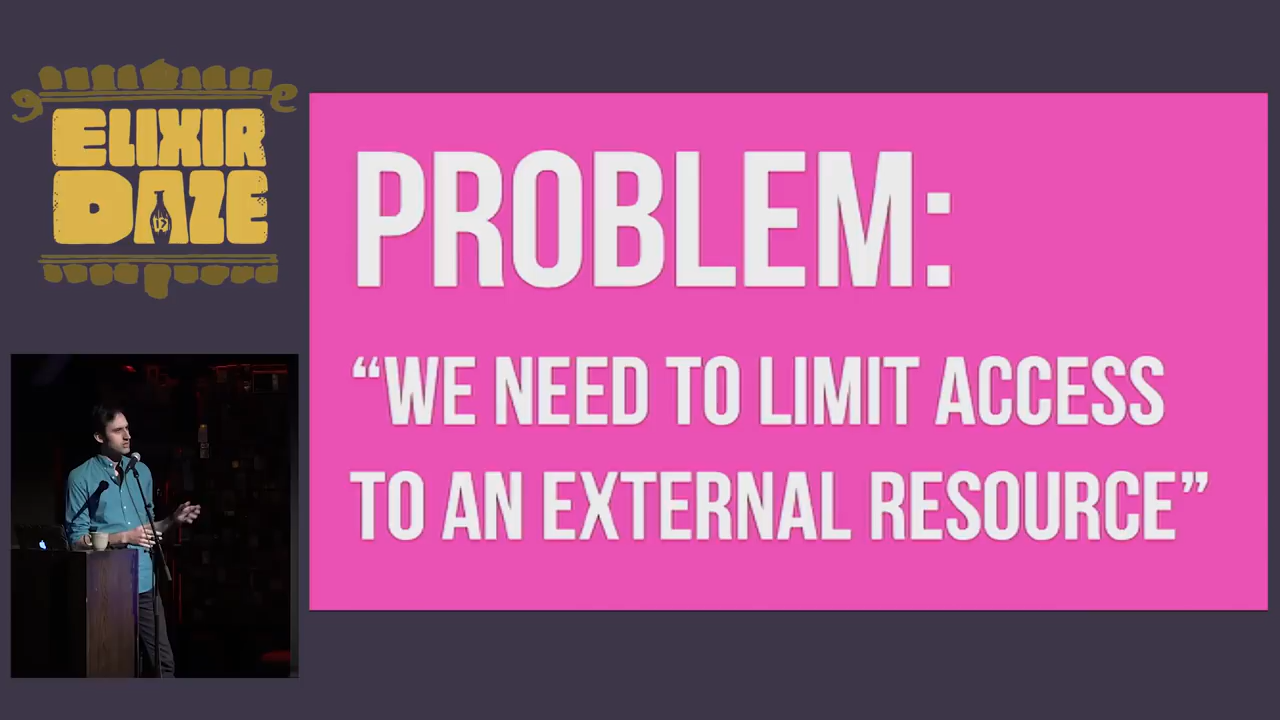 ELIXIR
DAZE
PROBLEM:
“WE NEED TO LIMIT ACCESS
TO AN EXTERNAL RESOURCE”